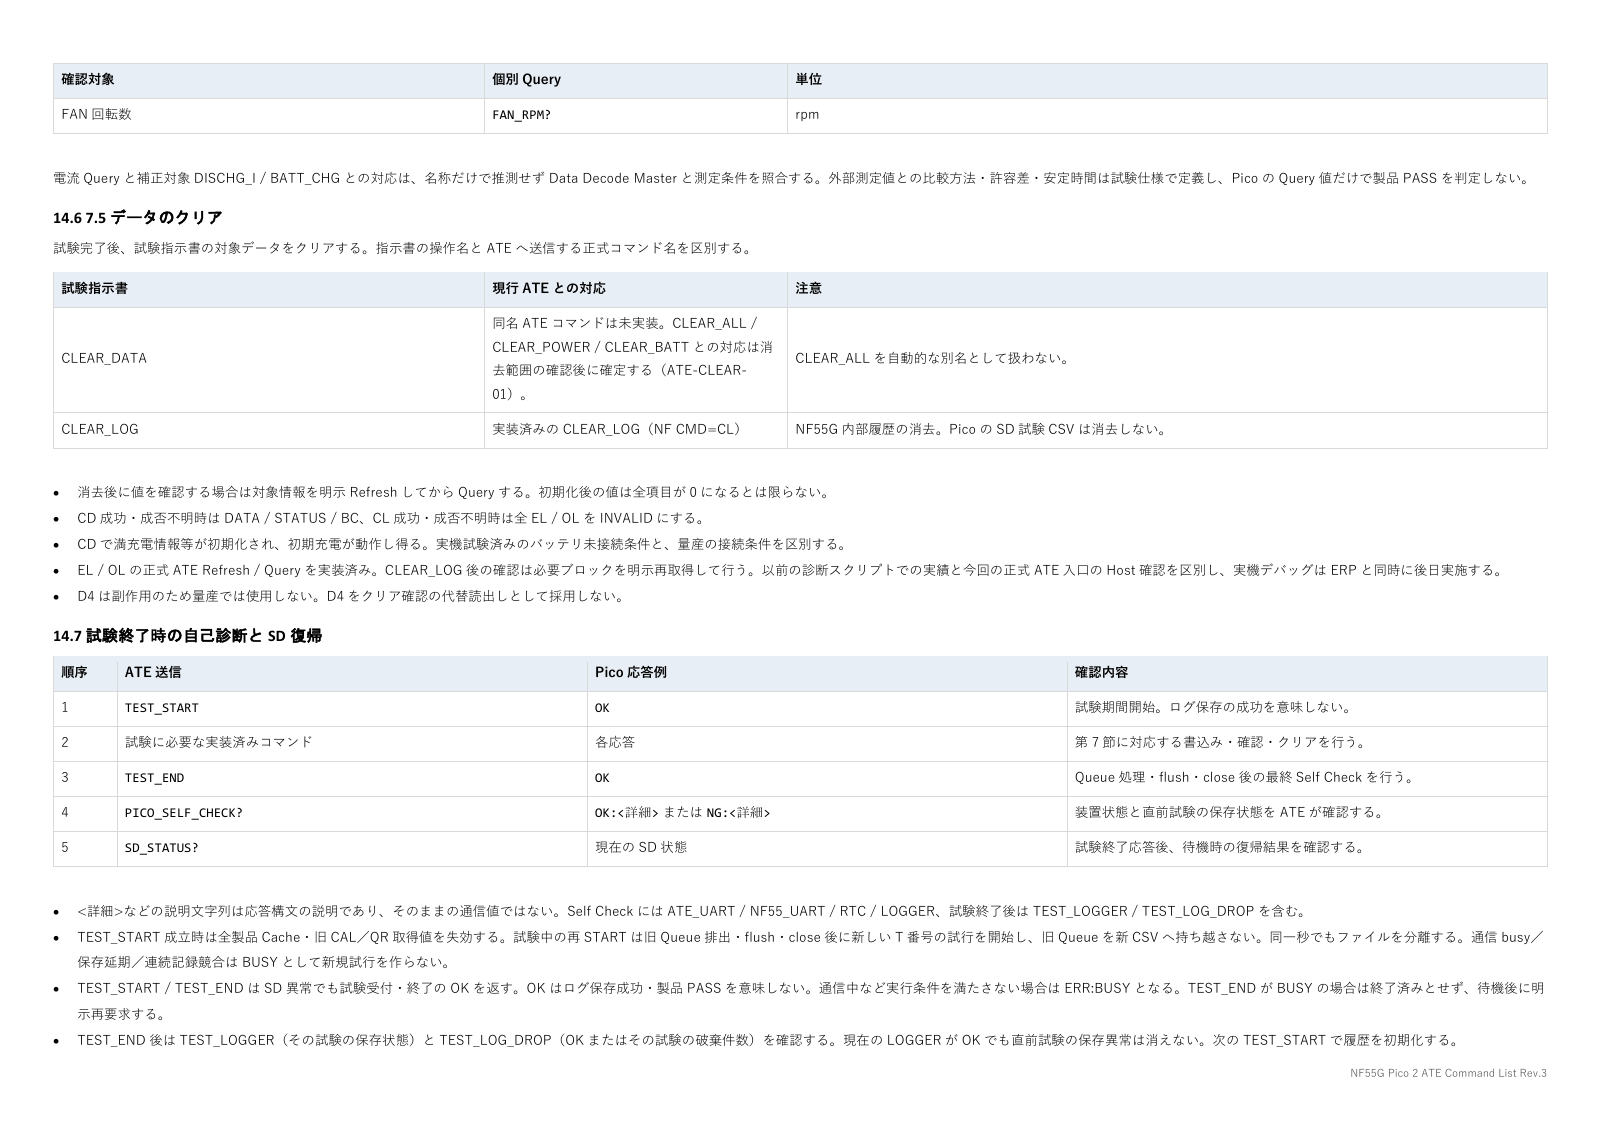 確認対象 個別 Query 単位
FAN 回転数 FAN_RPM? rpm
電流 Query と補正対象 DISCHG_I / BATT_CHG との対応は、名称だけで推測せず Data Decode Master と測定条件を照合する。外部測定値との比較方法・許容差・安定時間は試験仕様で定義し、Pico の Query 値だけで製品 PASS を判定しない。
14.6 7.5 データのクリア
試験完了後、試験指示書の対象データをクリアする。指示書の操作名と ATE へ送信する正式コマンド名を区別する。
試験指示書 現行 ATE との対応 注意
同名 ATE コマンドは未実装。CLEAR_ALL /
CLEAR_POWER / CLEAR_BATT との対応は消
CLEAR_DATA CLEAR_ALL を自動的な別名として扱わない。
去範囲の確認後に確定する（ATE-CLEAR-
01）。
CLEAR_LOG 実装済みの CLEAR_LOG（NF CMD=CL） NF55G 内部履歴の消去。Pico の SD 試験 CSV は消去しない。
• 消去後に値を確認する場合は対象情報を明示 Refresh してから Query する。初期化後の値は全項目が 0 になるとは限らない。
• CD 成功・成否不明時は DATA / STATUS / BC、CL 成功・成否不明時は全 EL / OL を INVALID にする。
• CD で満充電情報等が初期化され、初期充電が動作し得る。実機試験済みのバッテリ未接続条件と、量産の接続条件を区別する。
• EL / OL の正式 ATE Refresh / Query を実装済み。CLEAR_LOG 後の確認は必要ブロックを明示再取得して行う。以前の診断スクリプトでの実績と今回の正式 ATE 入口の Host 確認を区別し、実機デバッグは ERP と同時に後日実施する。
• D4 は副作用のため量産では使用しない。D4 をクリア確認の代替読出しとして採用しない。
14.7 試験終了時の自己診断と SD 復帰
順序 ATE 送信 Pico 応答例 確認内容
1 TEST_START OK 試験期間開始。ログ保存の成功を意味しない。
2 試験に必要な実装済みコマンド 各応答 第 7 節に対応する書込み・確認・クリアを行う。
3 TEST_END OK Queue 処理・flush・close 後の最終 Self Check を行う。
4 PICO_SELF_CHECK? OK:<詳細> または NG:<詳細> 装置状態と直前試験の保存状態を ATE が確認する。
5 SD_STATUS? 現在の SD 状態 試験終了応答後、待機時の復帰結果を確認する。
• <詳細>などの説明文字列は応答構文の説明であり、そのままの通信値ではない。Self Check には ATE_UART / NF55_UART / RTC / LOGGER、試験終了後は TEST_LOGGER / TEST_LOG_DROP を含む。
• TEST_START 成立時は全製品 Cache・旧 CAL／QR 取得値を失効する。試験中の再 START は旧 Queue 排出・flush・close 後に新しい T 番号の試行を開始し、旧 Queue を新 CSV へ持ち越さない。同一秒でもファイルを分離する。通信 busy／
保存延期／連続記録競合は BUSY として新規試行を作らない。
• TEST_START / TEST_END は SD 異常でも試験受付・終了の OK を返す。OK はログ保存成功・製品 PASS を意味しない。通信中など実行条件を満たさない場合は ERR:BUSY となる。TEST_END が BUSY の場合は終了済みとせず、待機後に明
示再要求する。
• TEST_END 後は TEST_LOGGER（その試験の保存状態）と TEST_LOG_DROP（OK またはその試験の破棄件数）を確認する。現在の LOGGER が OK でも直前試験の保存異常は消えない。次の TEST_START で履歴を初期化する。
NF55G Pico 2 ATE Command List Rev.3